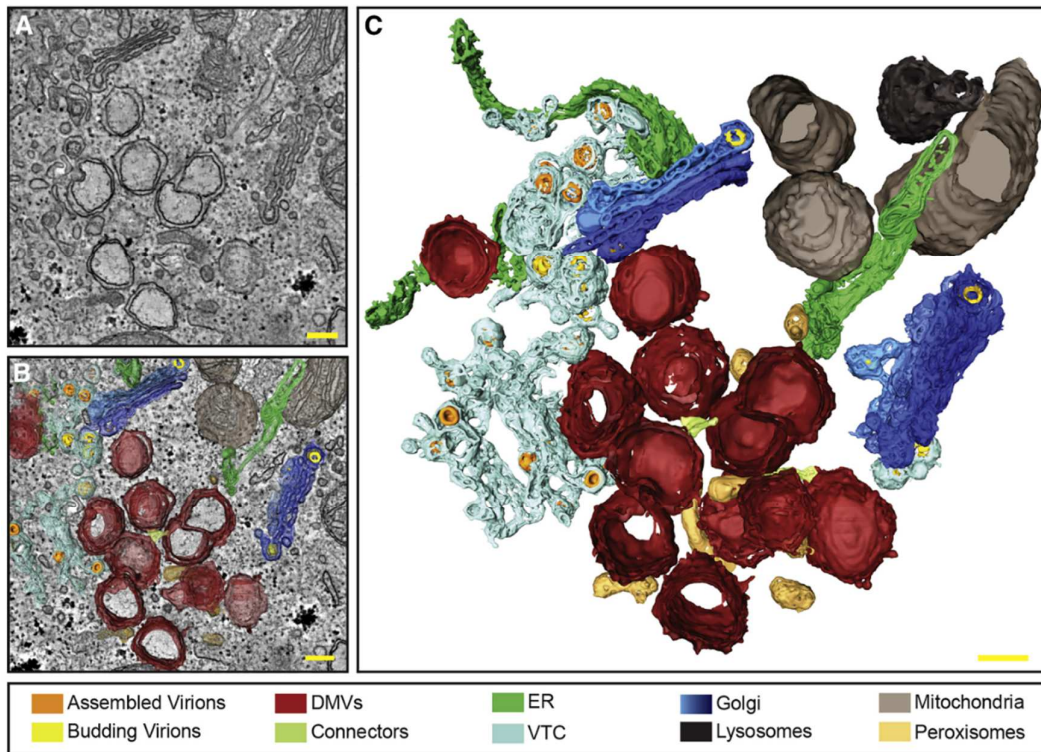 A
B
C
Assembled Virions DMVs ER Golgi Mitochondria
Budding Virions Connectors VTC Lysosomes Peroxisomes